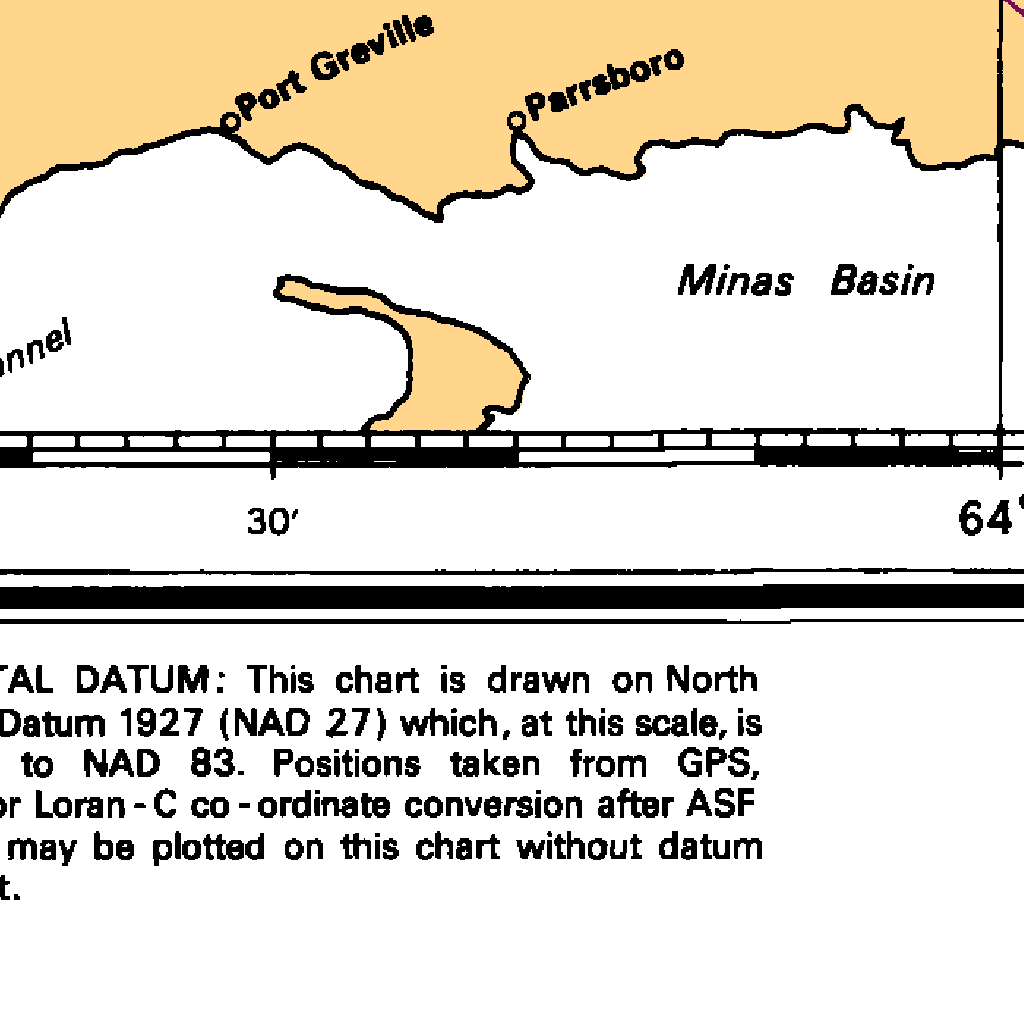 Port Greville
Parrsboro
Minas Basin
30′
64°
TAL DATUM: This chart is drawn on North
Datum 1927 (NAD 27) which, at this scale, is
to NAD 83. Positions taken from GPS,
or Loran-C co-ordinate conversion after ASF
may be plotted on this chart without datum